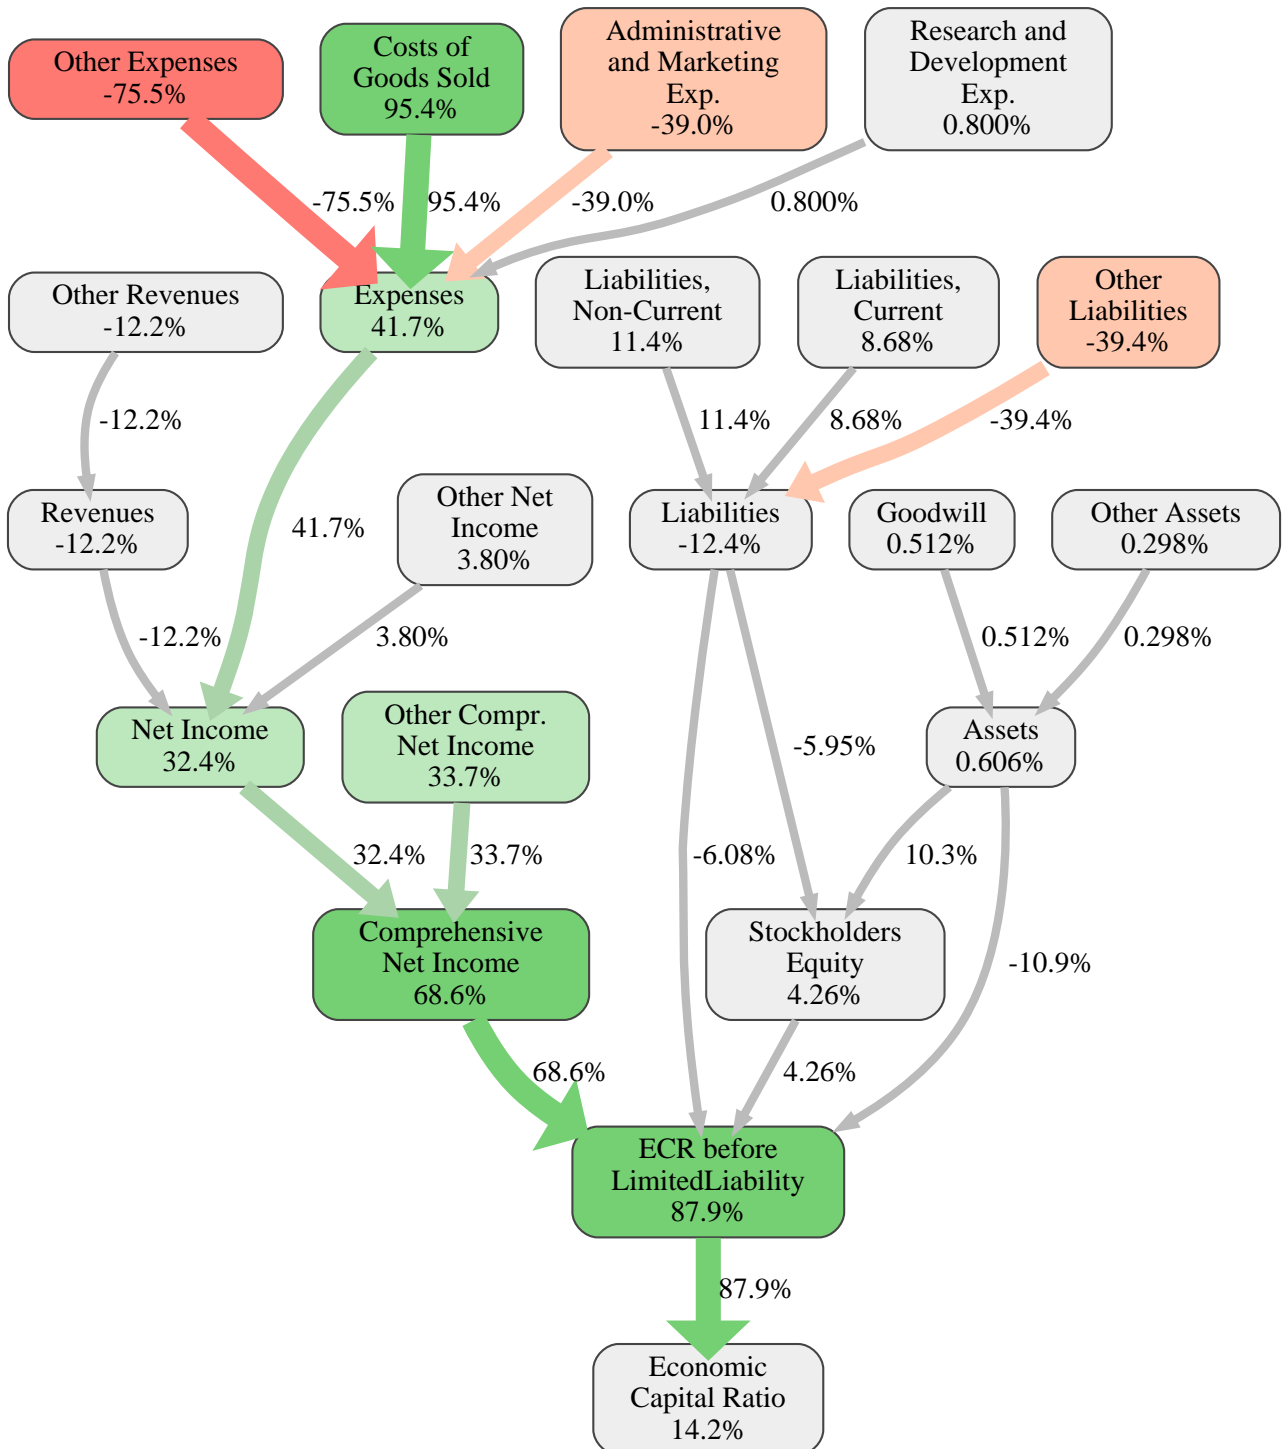 Other Expenses
-75.5%
Costs of
Goods Sold
95.4%
Administrative
and Marketing
Exp.
-39.0%
Research and
Development
Exp.
0.800%
-75.5%
95.4%
-39.0%
0.800%
Other Revenues
-12.2%
Expenses
41.7%
Liabilities,
Non-Current
11.4%
Liabilities,
Current
8.68%
Other
Liabilities
-39.4%
-12.2%
11.4%
8.68%
-39.4%
Revenues
-12.2%
41.7%
Other Net
Income
3.80%
Liabilities
-12.4%
Goodwill
0.512%
Other Assets
0.298%
-12.2%
3.80%
0.512%
0.298%
Net Income
32.4%
Other Compr.
Net Income
33.7%
-5.95%
Assets
0.606%
32.4%
33.7%
-6.08%
10.3%
Comprehensive
Net Income
68.6%
Stockholders
Equity
4.26%
-10.9%
68.6%
4.26%
ECR before
LimitedLiability
87.9%
87.9%
Economic
Capital Ratio
14.2%